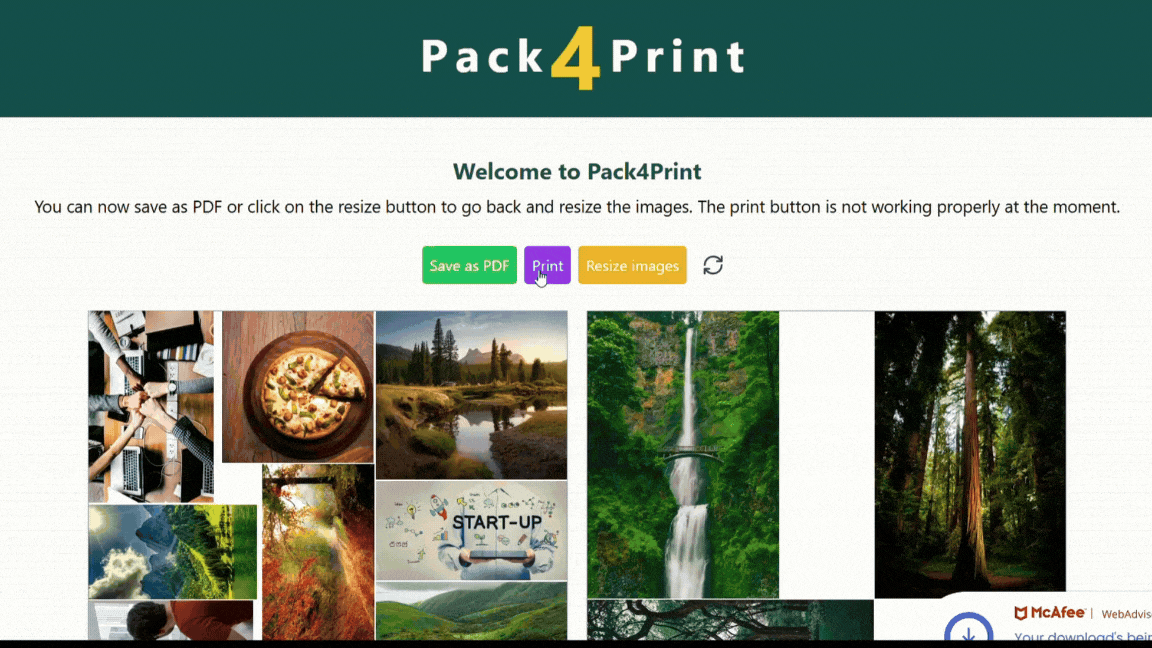 Pack4Print
Welcome to Pack4Print
You can now save as PDF or click on the resize button to go back and resize the images. The print button is not working properly at the moment.
Save as PDF
Print
Resize images
START-UP
McAfee | WebAdvis
Your download's bein